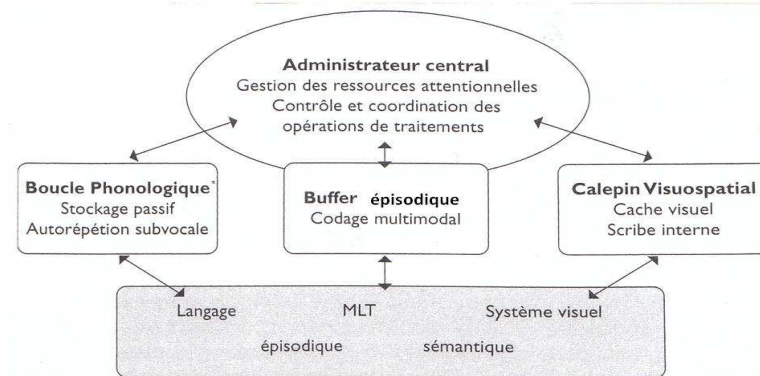 Administrateur central
Gestion des ressources attentionnelles
Contrôle et coordination des
opérations de traitements
Boucle Phonologique*
Stockage passif
Autorépétition subvocale
Buffer épisodique
Codage multimodal
Calepin Visuospatial
Cache visuel
Scribe interne
Langage MLT Système visuel
épisodique sémantique